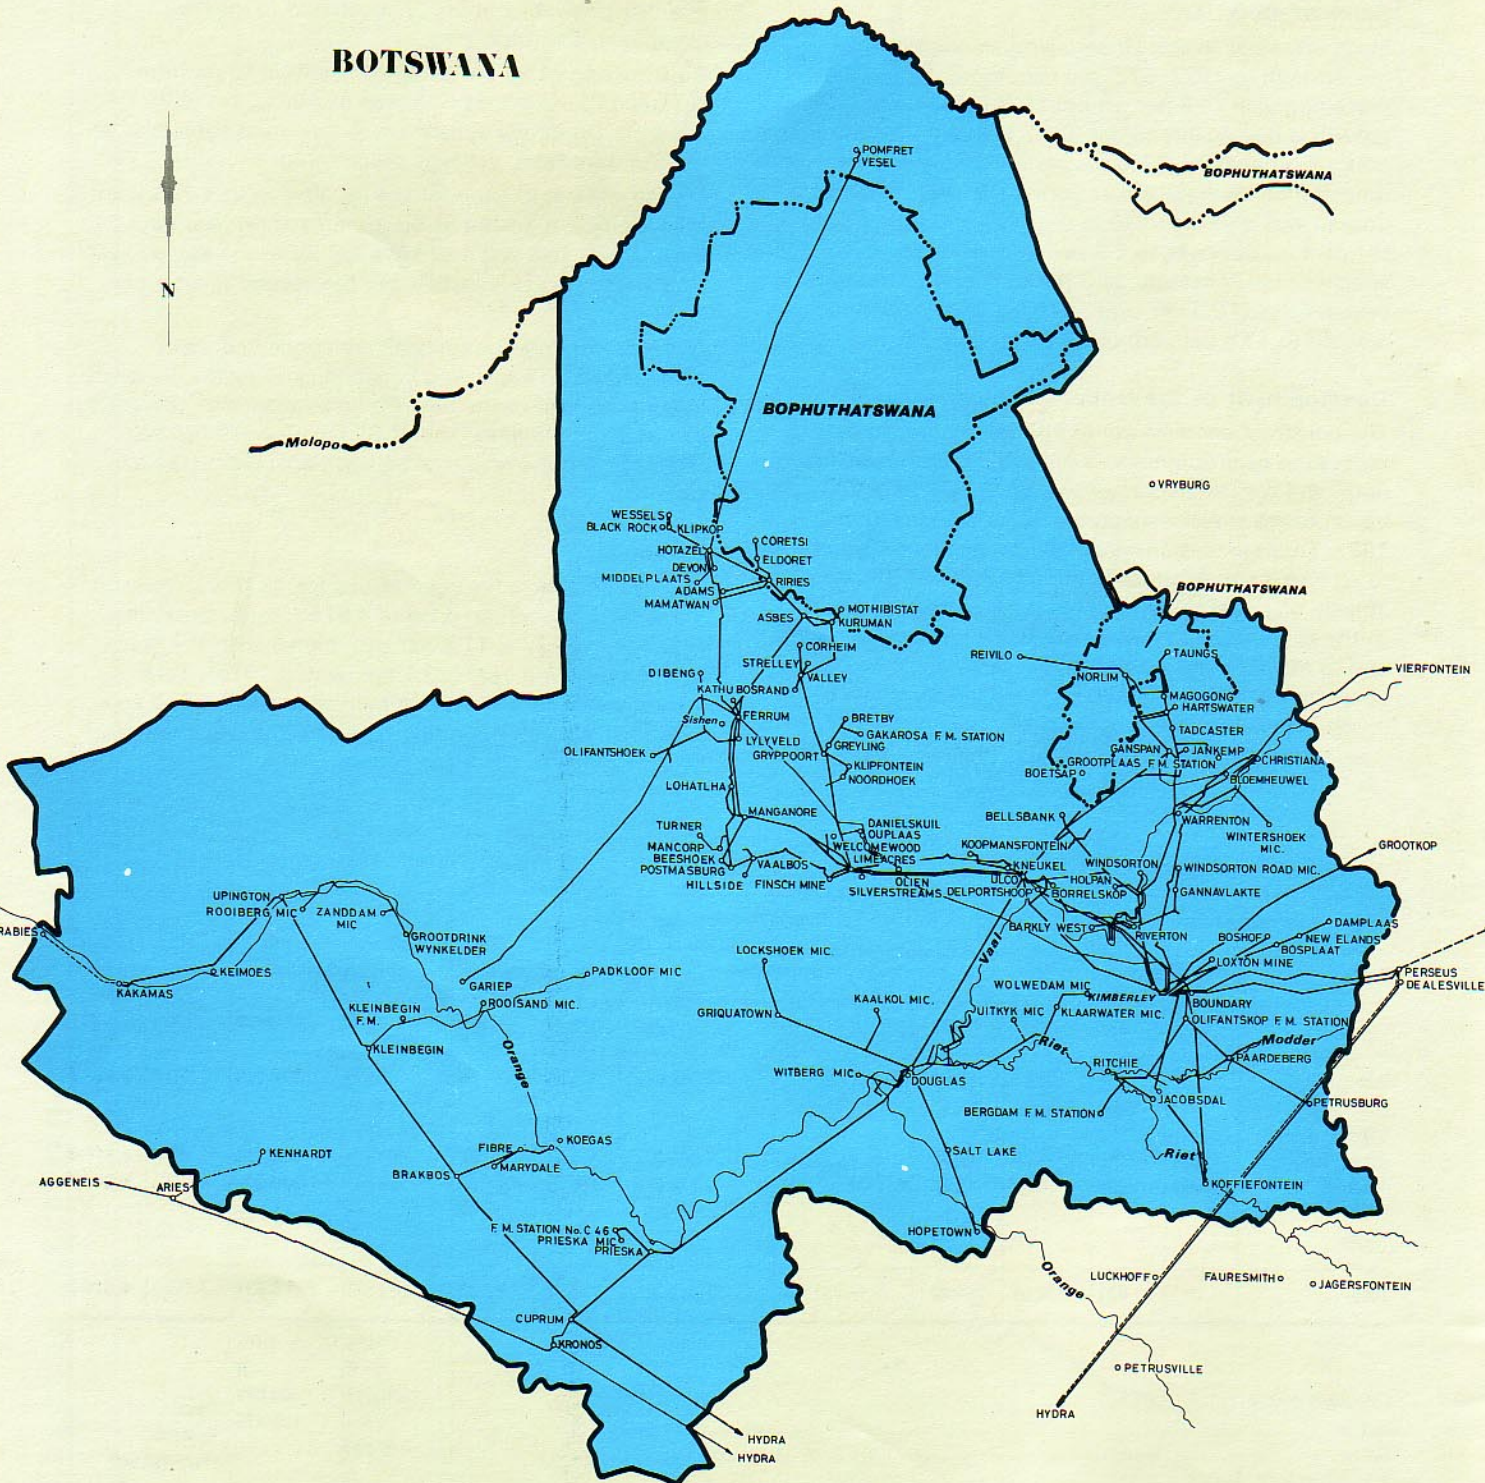 BOTSWANA
N
POMFRET
VESEL
BOPHUTHATSWANA
Molopo
BOPHUTHATSWANA
VRYBURG
WESSELS
BLACK ROCK
KLIPKOP
HOTAZEL
CORETSI
ELDORET
DEVON
MIDDELPLAATS
RIRIES
ADAMS
MAMATWAN
BOPHUTHATSWANA
MOTHIBISTAT
ASBES
KURUMAN
CORHEIM
STRELLEY
VALLEY
REIVILO
TAUNGS
VIERFONTEIN
DIBENG
NORLIM
KATHU
BOSRAND
MAGOGONG
HARTSWATER
Sishen
FERRUM
BRETBY
GAKAROSA F.M. STATION
TADCASTER
LYLYVELD
GREYLING
GRYPPOORT
OLIFANTSHOEK
GANSPAN
JANKEMP
GROOTPLAAS F.M. STATION
CHRISTIANA
KLIPFONTEIN
NOORDHOEK
BOETSAP
BLOEMHEUWEL
LOHATLHA
MANGANORE
BELLSBANK
WARRENTON
TURNER
DANIELSKUIL
OUPLAAS
WINTERSHOEK
MIC.
MANCORP
WELCOMEWOOD
KOOPMANSFONTEIN
GROOTKOP
BEESHOEK
VAALBOS
LIMEACRES
KNEUKEL
WINDSORTON
WINDSORTON ROAD MIC.
POSTMASBURG
HILLSIDE
FINSCH MINE
OLIEN
ULCO
HOLPAN
SILVERSTREAMS
DELPORTSHOOP
BORRELSKOP
GANNAVLAKTE
UPINGTON
ROOIBERG MIC
ZANDDAM
MIC
DAMPLAAS
RABIES
GROOTDRINK
WYNKELDER
BARKLY WEST
RIVERTON
BOSHOF
NEW ELANDS
BOSPLAAT
LOCKSHOEK MIC.
Vaal
LOXTON MINE
KEIMOES
KAKAMAS
PADKLOOF MIC
PERSEUS
DEALESVILLE
GARIEP
WOLWEDAM MIC
KIMBERLEY
ROOISAND MIC.
KAALKOL MIC.
BOUNDARY
KLEINBEGIN
F.M.
GRIQUATOWN
UITKYK MIC
KLAARWATER MIC.
OLIFANTSKOP F.M. STATION
KLEINBEGIN
Orange
Riet
Modder
PAARDEBERG
RITCHIE
WITBERG MIC
DOUGLAS
JACOBSDAL
PETRUSBURG
BERGDAM F.M. STATION
KOEGAS
FIBRE
SALT LAKE
Riet
KENHARDT
MARYDALE
BRAKBOS
AGGENEIS
ARIES
KOFFIEFONTEIN
F.M. STATION No. C 46
PRIESKA MIC
PRIESKA
HOPETOWN
Orange
LUCKHOFF
FAURESMITH
JAGERSFONTEIN
CUPRUM
KRONOS
PETRUSVILLE
HYDRA
HYDRA
HYDRA